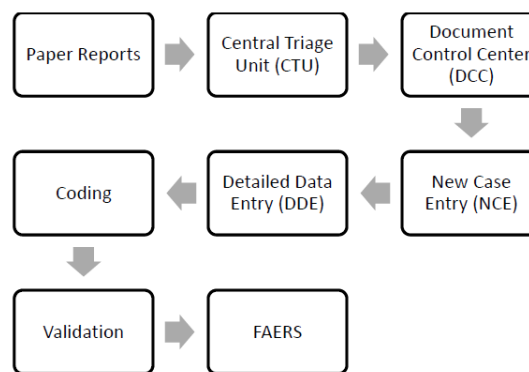 Paper Reports
Central Triage
Unit (CTU)
Document
Control Center
(DCC)
New Case
Entry (NCE)
Detailed Data
Entry (DDE)
Coding
Validation
FAERS